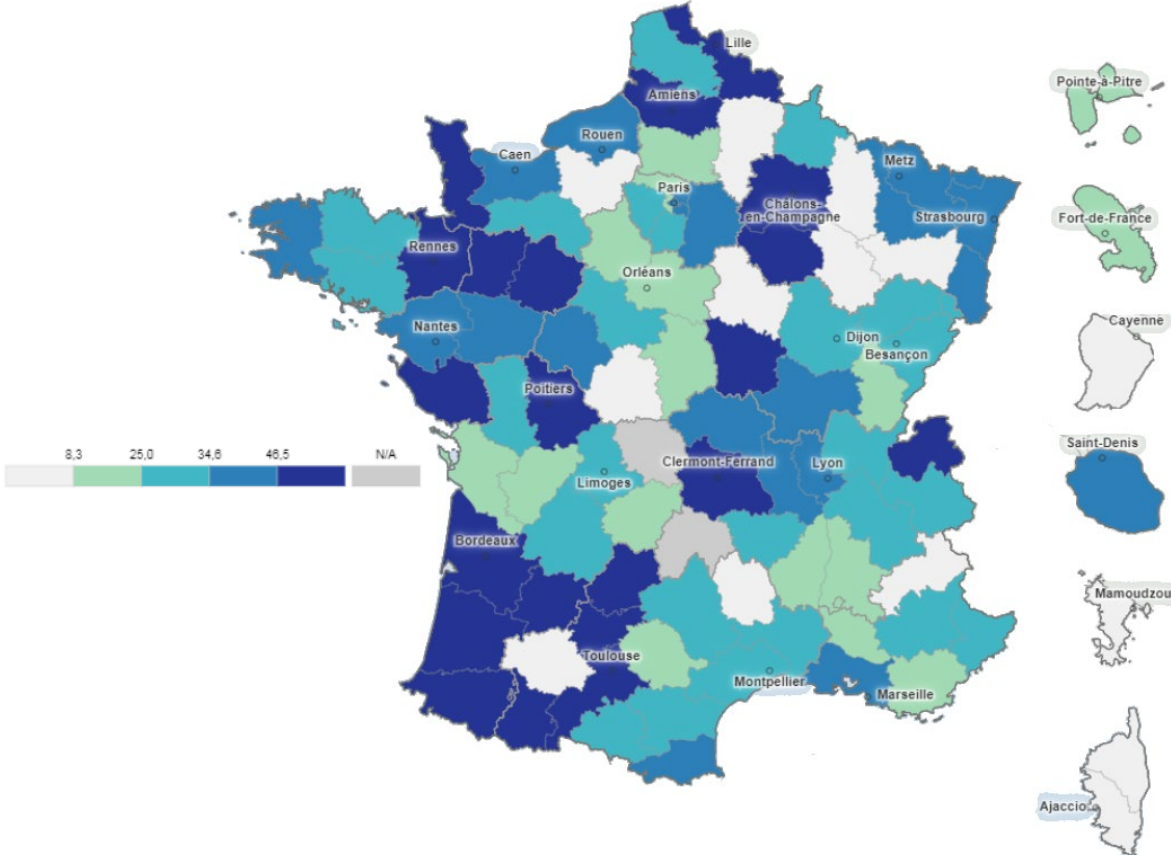 Lille
Pointe-à-Pitre
Amiens
Rouen
Caen
Metz
Paris
Châlons-
en-Champagne
Strasbourg
Fort-de-France
Rennes
Orléans
Nantes
Dijon
Besançon
Cayenne
Poitiers
8,3 25,0 34,6 46,5 N/A
Clermont-Ferrand
Lyon
Limoges
Saint-Denis
Bordeaux
Mamoudzou
Toulouse
Montpellier
Marseille
Ajaccio